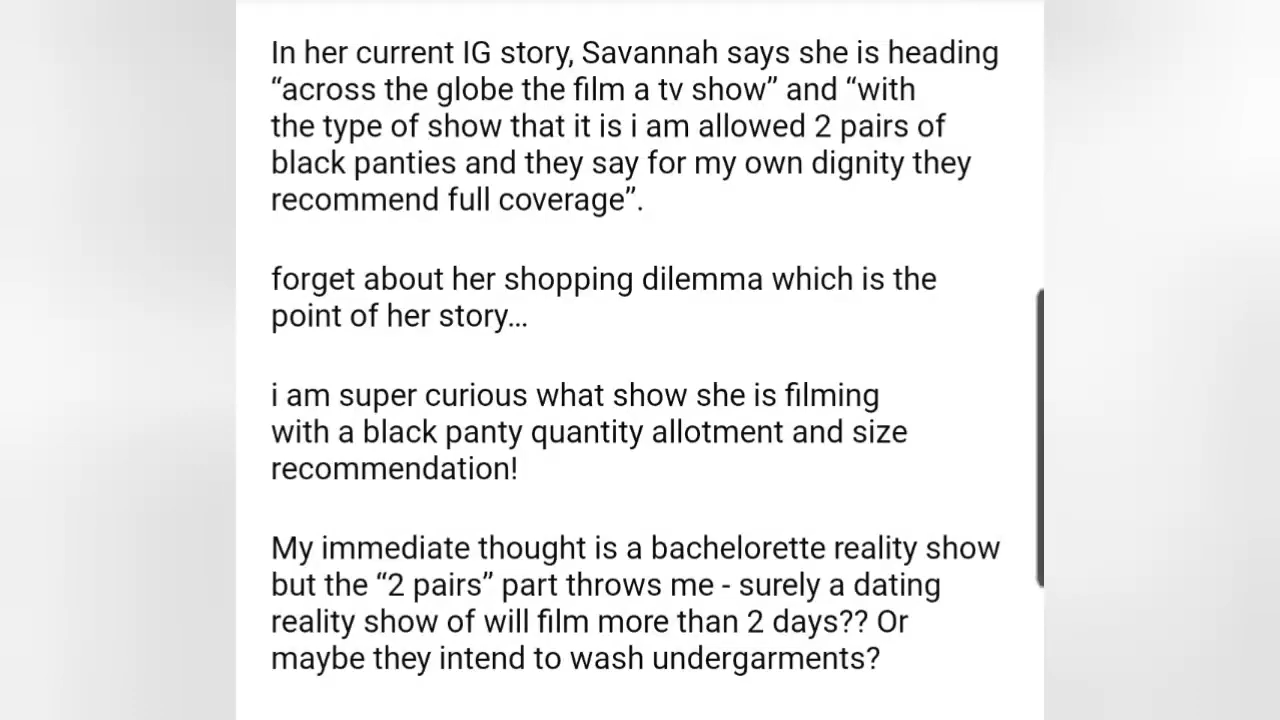 In her current IG story, Savannah says she is heading
“across the globe the film a tv show” and “with
the type of show that it is i am allowed 2 pairs of
black panties and they say for my own dignity they
recommend full coverage”.
forget about her shopping dilemma which is the
point of her story…
i am super curious what show she is filming
with a black panty quantity allotment and size
recommendation!
My immediate thought is a bachelorette reality show
but the “2 pairs” part throws me - surely a dating
reality show of will film more than 2 days?? Or
maybe they intend to wash undergarments?